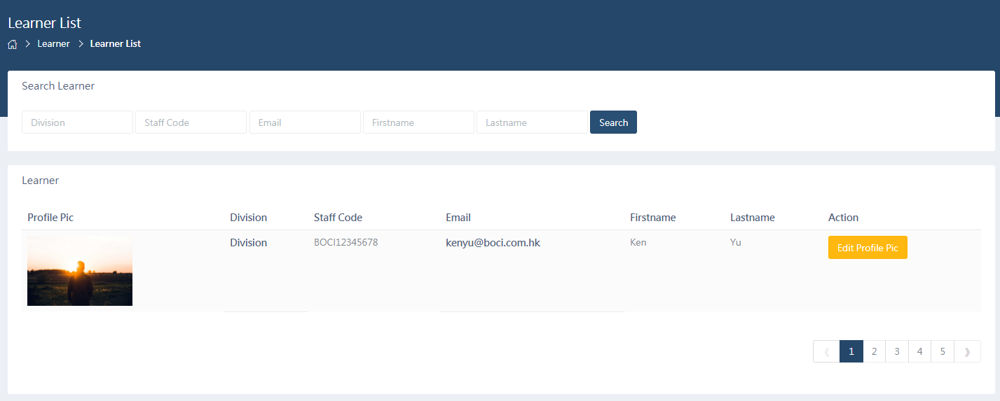 Learner List
Learner > Learner List
Search Learner
Division Staff Code Email Firstname Lastname Search
Learner
Profile Pic Division Staff Code Email Firstname Lastname Action
Division BOCI12345678 kenyu@boci.com.hk Ken Yu Edit Profile Pic
《 1 2 3 4 5 》